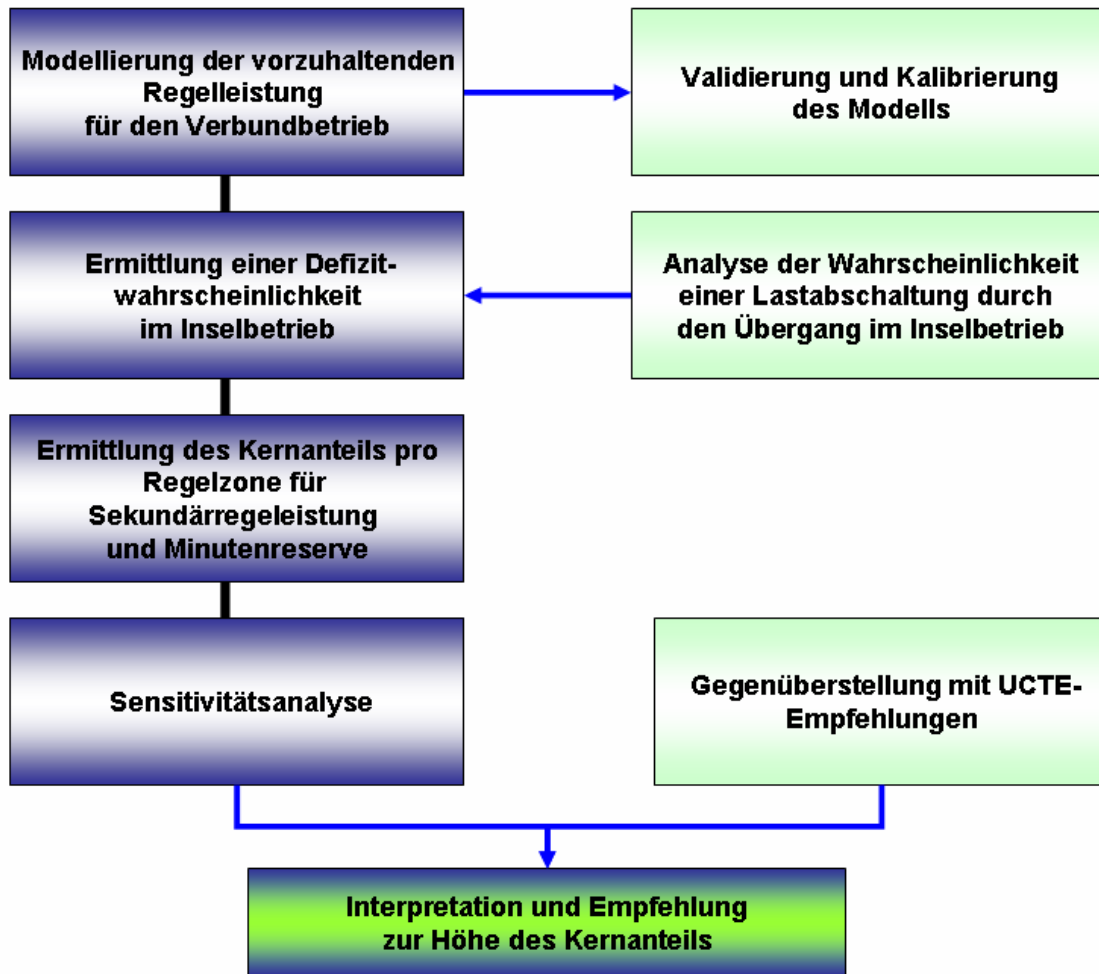 Modellierung der vorzuhaltenden
Regelleistung
für den Verbundbetrieb
Validierung und Kalibrierung
des Modells
Ermittlung einer Defizit-
wahrscheinlichkeit
im Inselbetrieb
Analyse der Wahrscheinlichkeit
einer Lastabschaltung durch
den Übergang im Inselbetrieb
Ermittlung des Kernanteils pro
Regelzone für
Sekundärregeleistung
und Minutenreserve
Sensitivitätsanalyse
Gegenüberstellung mit UCTE-
Empfehlungen
Interpretation und Empfehlung
zur Höhe des Kernanteils